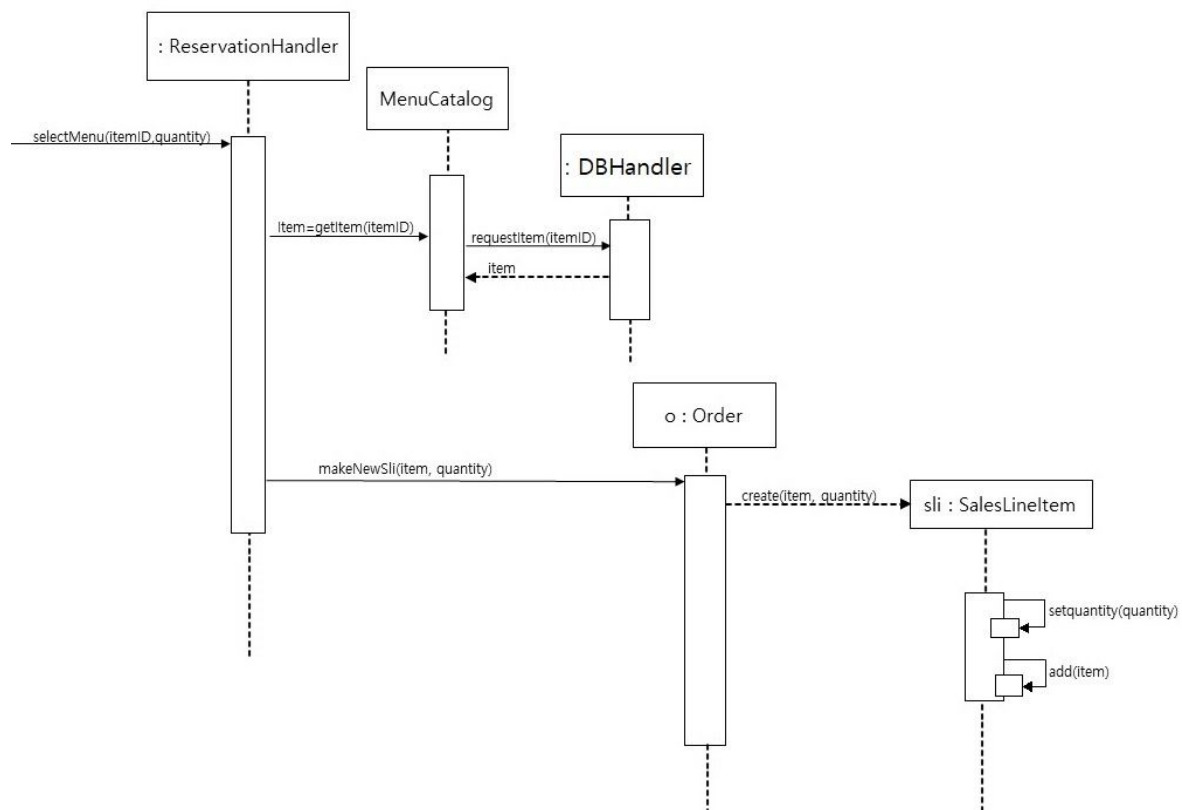 : ReservationHandler
MenuCatalog
selectMenu(itemID,quantity)
: DBHandler
Item=getItem(itemID)
requestItem(itemID)
item
o : Order
makeNewSli(item, quantity)
create(item, quantity)
sli : SalesLineItem
setquantity(quantity)
add(item)